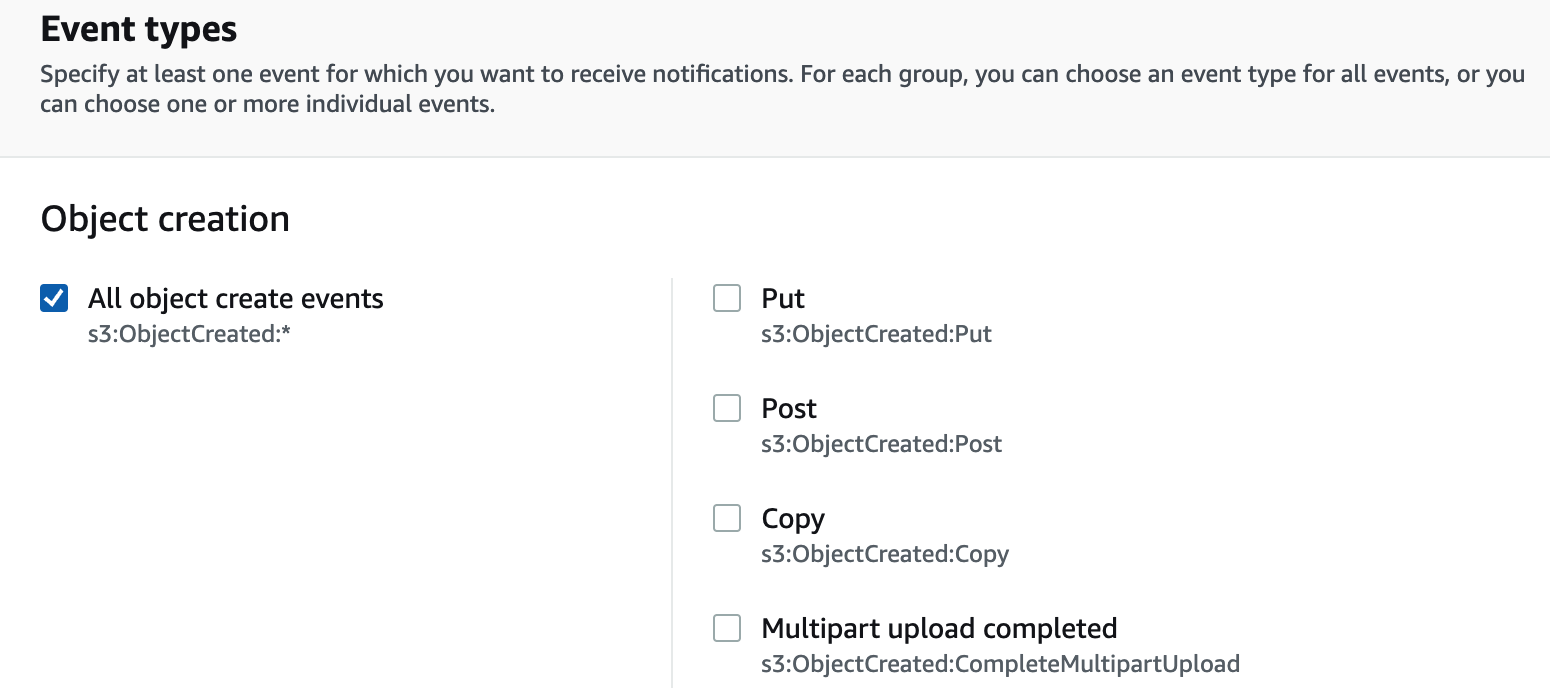 Event types
Specify at least one event for which you want to receive notifications. For each group, you can choose an event type for all events, or you
can choose one or more individual events.
Object creation
All object create events
s3:ObjectCreated:*
Put
s3:ObjectCreated:Put
Post
s3:ObjectCreated:Post
Copy
s3:ObjectCreated:Copy
Multipart upload completed
s3:ObjectCreated:CompleteMultipartUpload